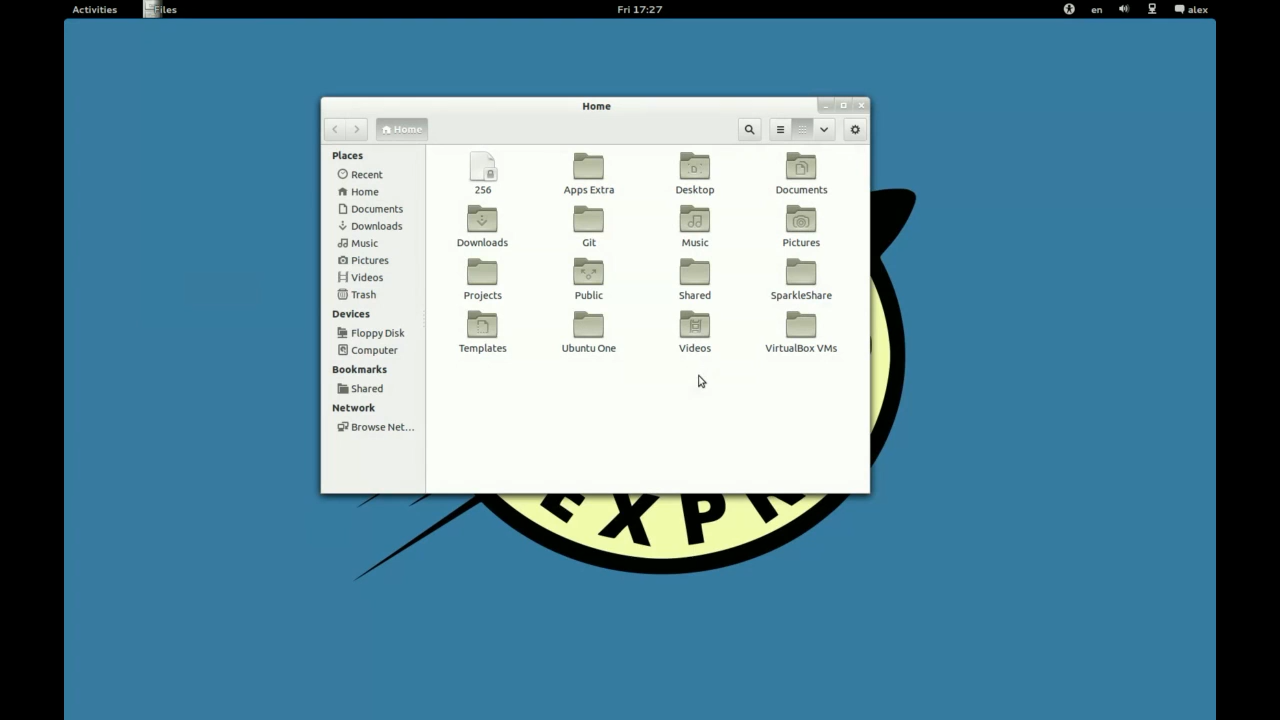 Activities Files Fri 17:27 en alex
Home
Home
Places
Recent
Home
Documents
Downloads
Music
Pictures
Videos
Trash
Devices
Floppy Disk
Computer
Bookmarks
Shared
Network
Browse Net...
256 Apps Extra Desktop Documents
Downloads Git Music Pictures
Projects Public Shared SparkleShare
Templates Ubuntu One Videos VirtualBox VMs
EXPR